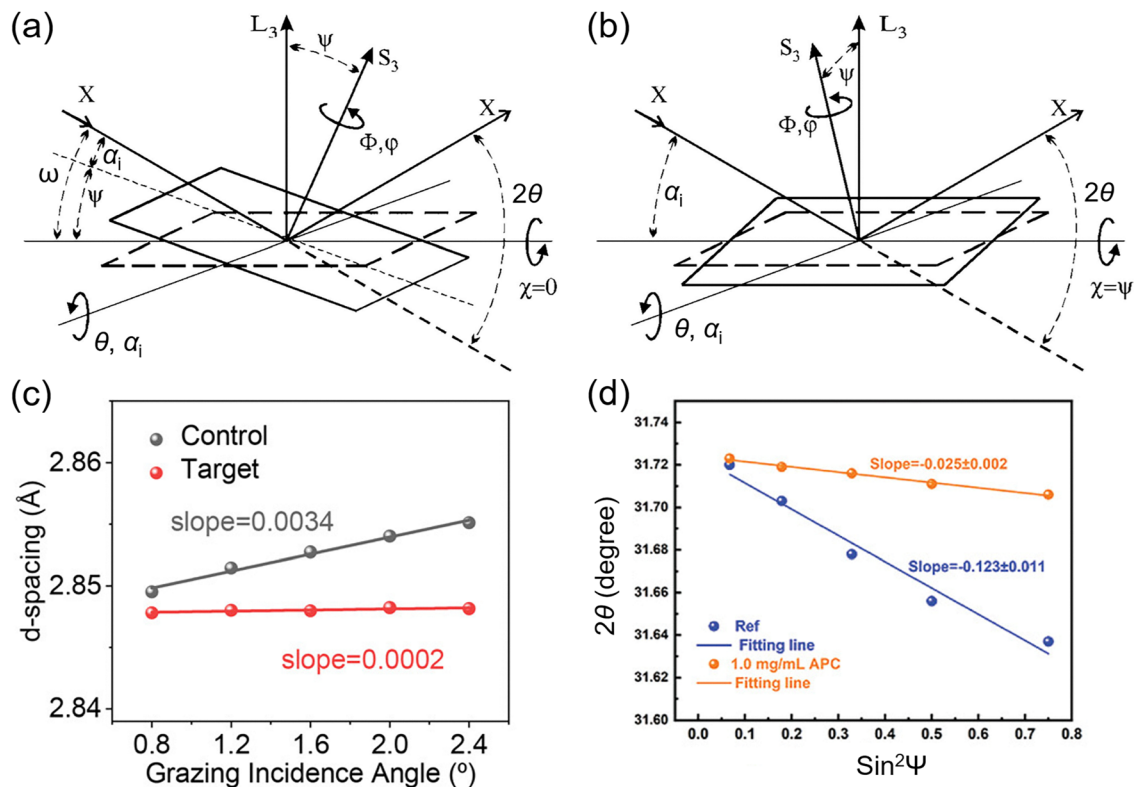 (a)
L₃
ψ
S₃
X
X
Φ,φ
ω
α_i
ψ
2θ
χ=0
θ, α_i
(b)
S₃
L₃
ψ
X
X
Φ,φ
α_i
2θ
χ=ψ
θ, α_i
(c)
Control
Target
2.86
slope=0.0034
2.85
slope=0.0002
2.84
d-spacing (Å)
0.8 1.2 1.6 2.0 2.4
Grazing Incidence Angle (º)
(d)
31.74
31.72
31.70
31.68
31.66
31.64
31.62
31.60
2θ (degree)
Slope=-0.025±0.002
Slope=-0.123±0.011
Ref
Fitting line
1.0 mg/mL APC
Fitting line
0.0 0.1 0.2 0.3 0.4 0.5 0.6 0.7 0.8
Sin²Ψ